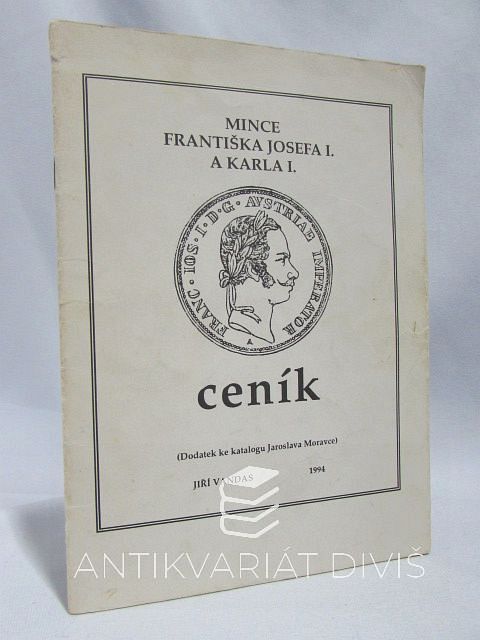 MINCE
FRANTIŠKA JOSEFA I.
A KARLA I.
FRANC·IOS·I·D·G·AVSTRIAE IMPERATOR
A
ceník
(Dodatek ke katalogu Jaroslava Moravce)
JIŘÍ VANDAS 1994
ANTIKVARIÁT DIVIŠ